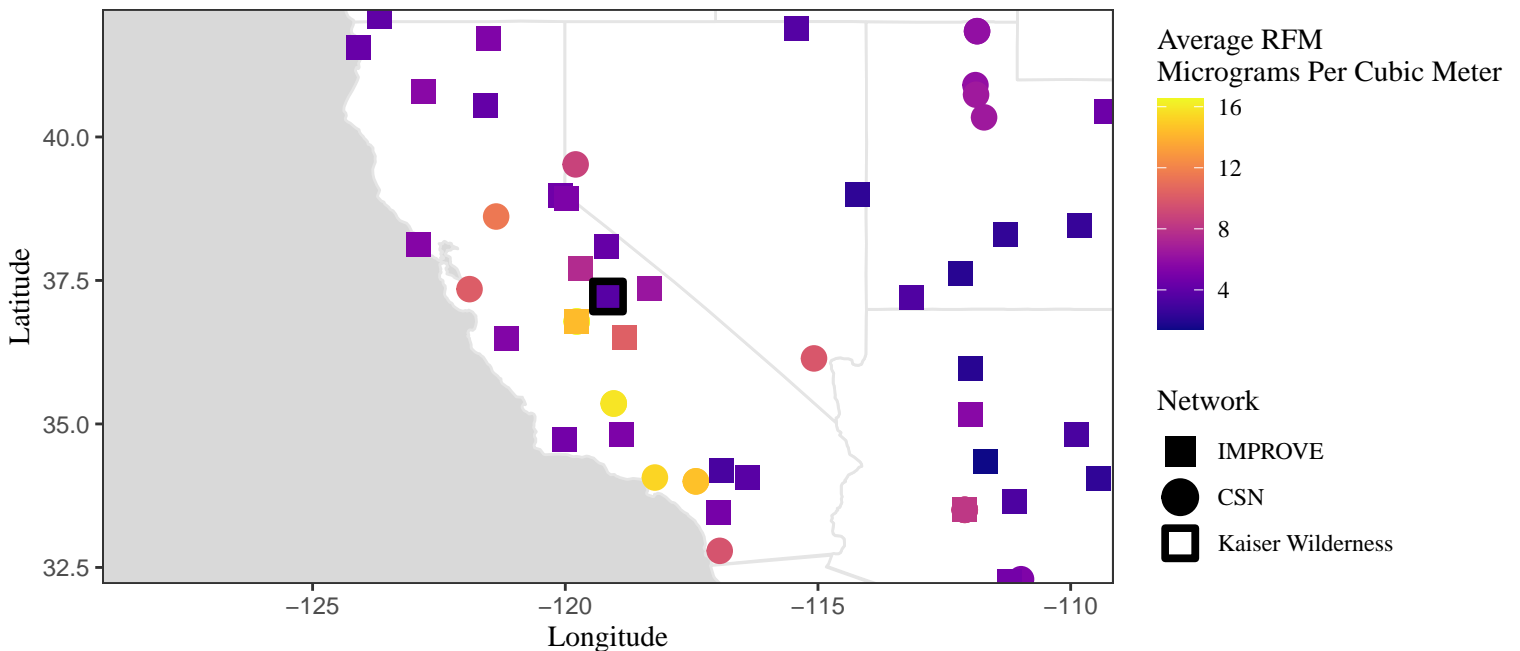 Average RFM
Micrograms Per Cubic Meter
16
12
8
4
Network
IMPROVE
CSN
Kaiser Wilderness
Latitude
40.0
37.5
35.0
32.5
−125
−120
−115
−110
Longitude